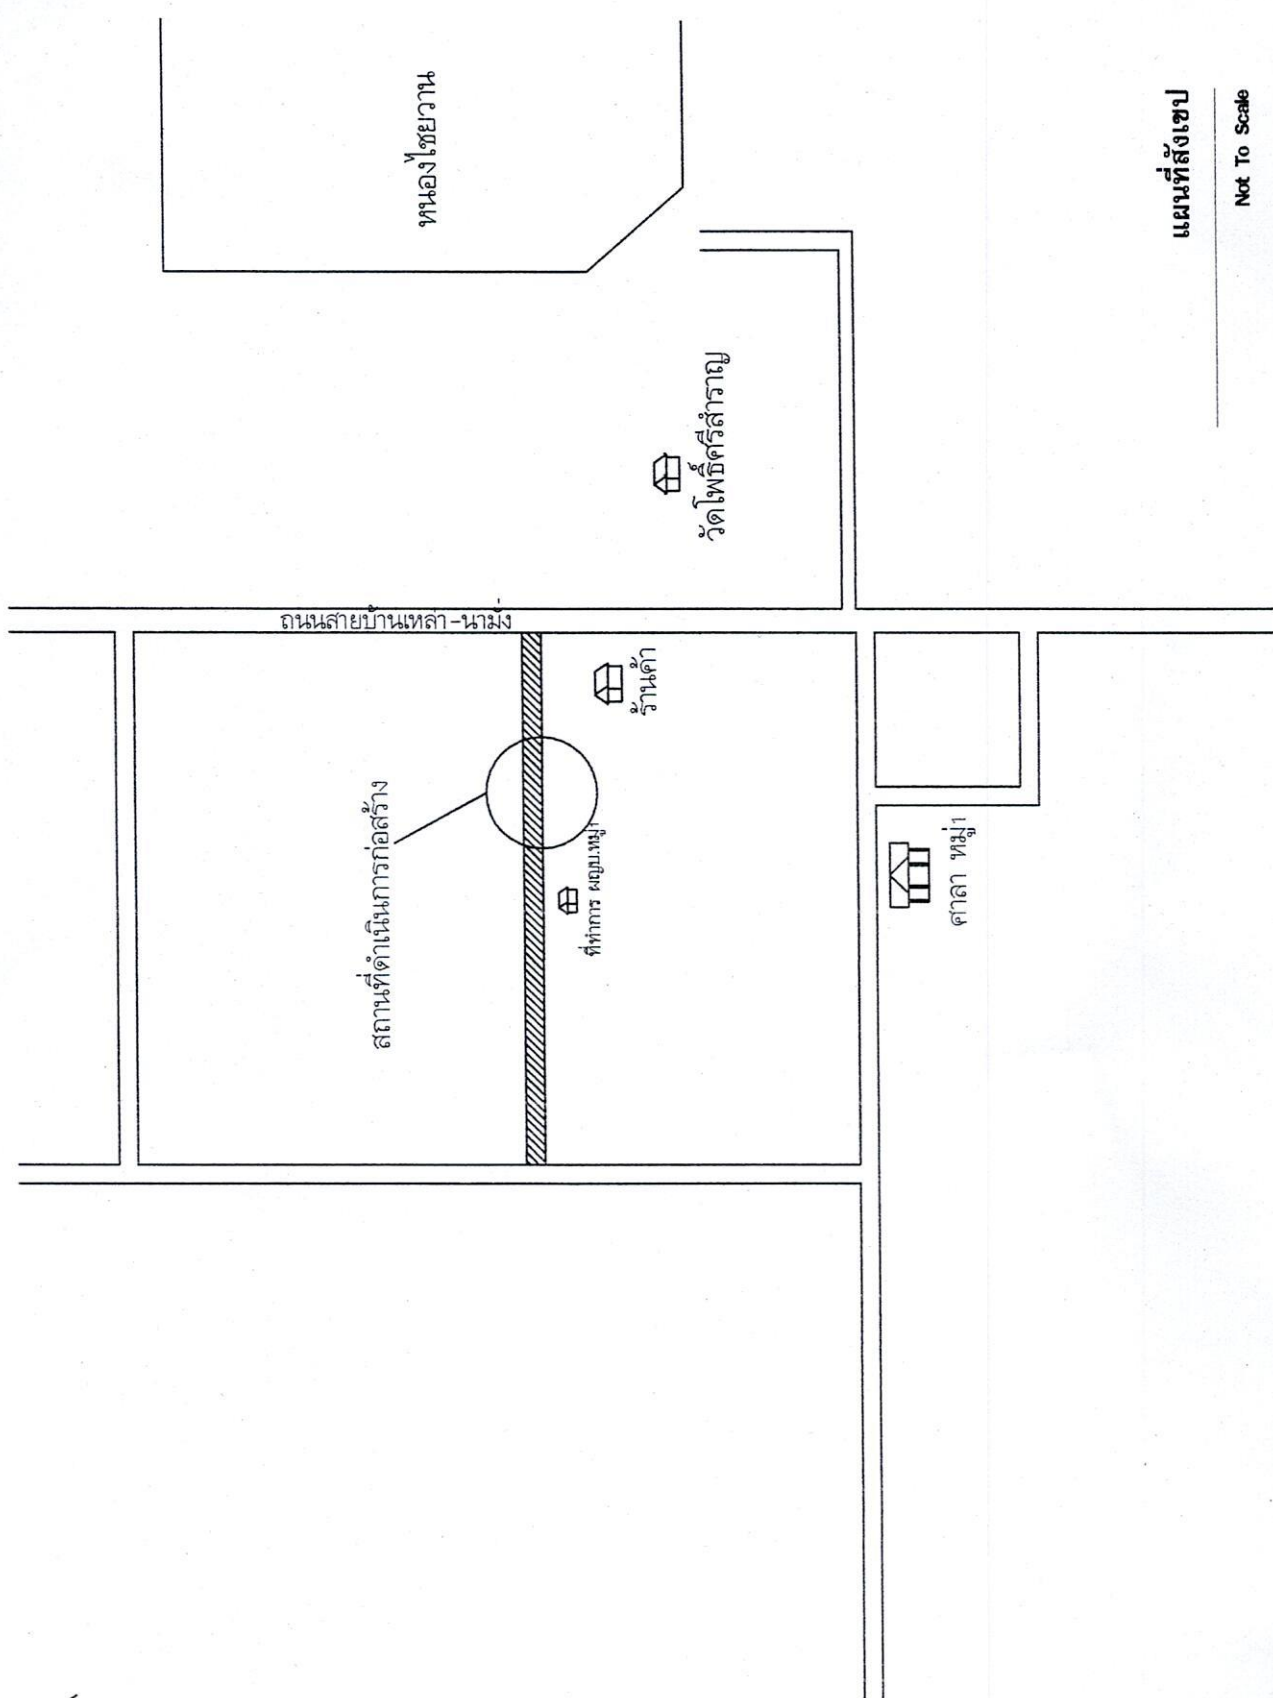 หนองไชยวาน
วัดโพธิ์ศรีสำราญ
ถนนสายบ้านเหล่า-นามั่ง
ร้านค้า
สถานที่ดำเนินการก่อสร้าง
ที่ทำการ ผญบ.หมู่1
ศาลา หมู่1
แผนที่สังเขป
Not To Scale